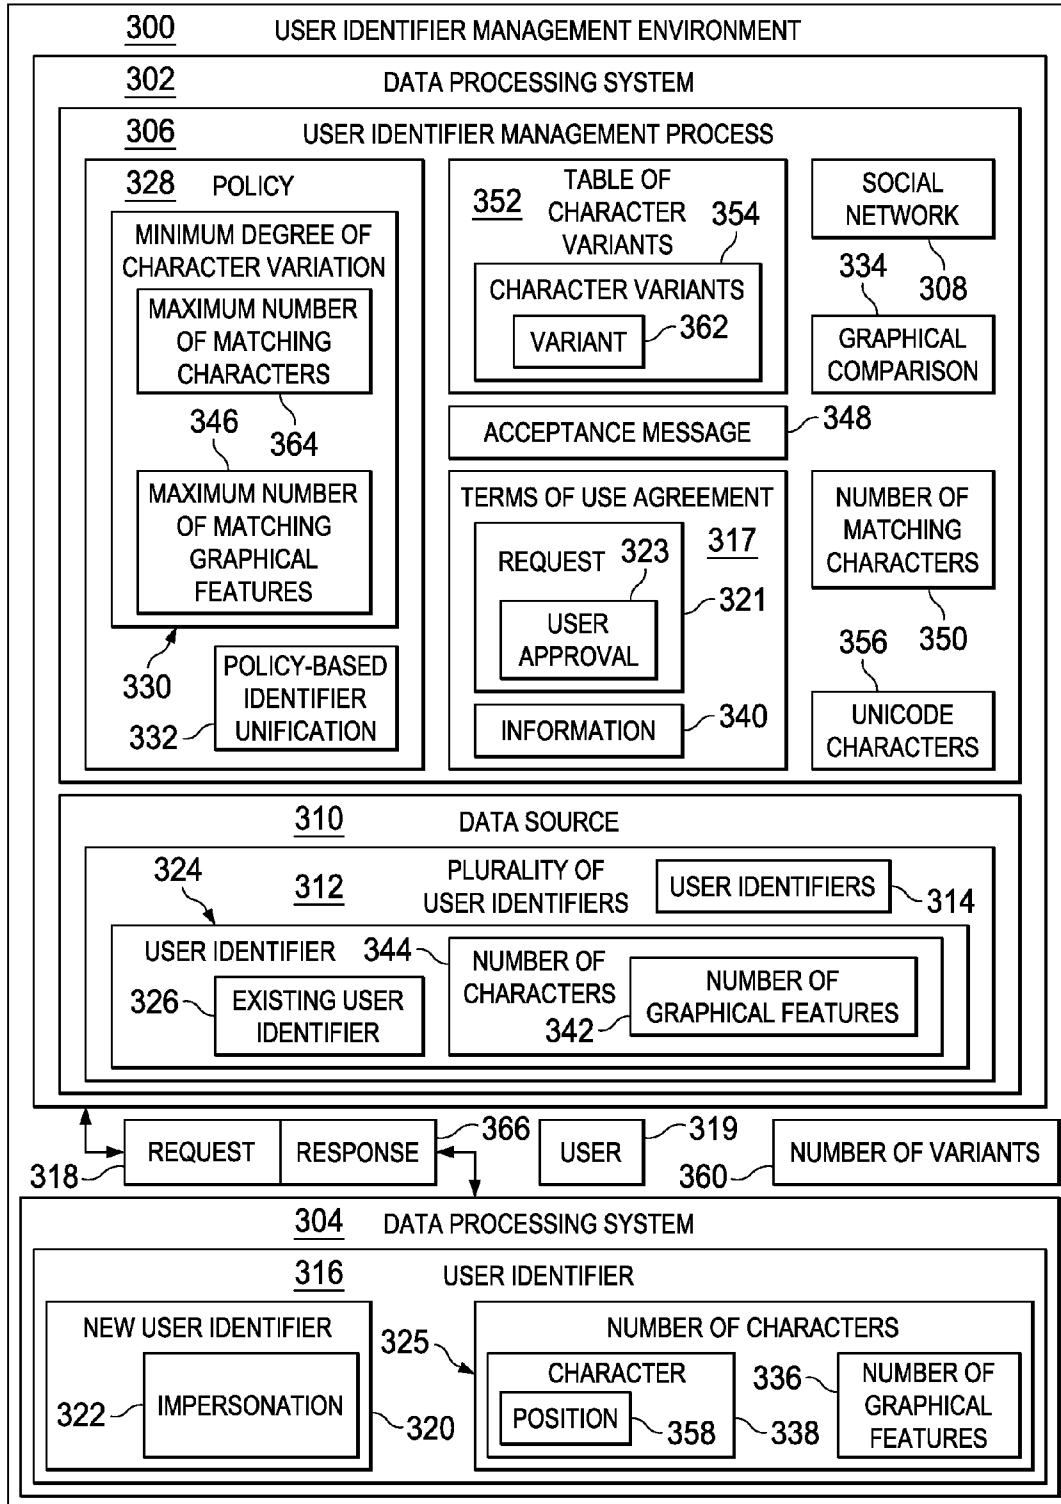 300 USER IDENTIFIER MANAGEMENT ENVIRONMENT
302 DATA PROCESSING SYSTEM
306 USER IDENTIFIER MANAGEMENT PROCESS
328 POLICY
MINIMUM DEGREE OF
CHARACTER VARIATION
MAXIMUM NUMBER
OF MATCHING
CHARACTERS
346
364
MAXIMUM NUMBER
OF MATCHING
GRAPHICAL
FEATURES
330
POLICY-BASED
IDENTIFIER
UNIFICATION
332
352
TABLE OF
CHARACTER
VARIANTS
354
CHARACTER VARIANTS
VARIANT
362
ACCEPTANCE MESSAGE
348
TERMS OF USE AGREEMENT
317
REQUEST
323
USER
APPROVAL
321
INFORMATION
340
SOCIAL
NETWORK
334
308
GRAPHICAL
COMPARISON
NUMBER OF
MATCHING
CHARACTERS
356
350
UNICODE
CHARACTERS
310 DATA SOURCE
324
312
PLURALITY OF
USER IDENTIFIERS
USER IDENTIFIERS
314
USER IDENTIFIER
326
EXISTING USER
IDENTIFIER
344
NUMBER OF
CHARACTERS
342
NUMBER OF
GRAPHICAL FEATURES
318
REQUEST
RESPONSE
366
USER
319
360
NUMBER OF VARIANTS
304 DATA PROCESSING SYSTEM
316 USER IDENTIFIER
NEW USER IDENTIFIER
322
IMPERSONATION
320
325
NUMBER OF CHARACTERS
CHARACTER
POSITION
358
338
336
NUMBER OF
GRAPHICAL
FEATURES